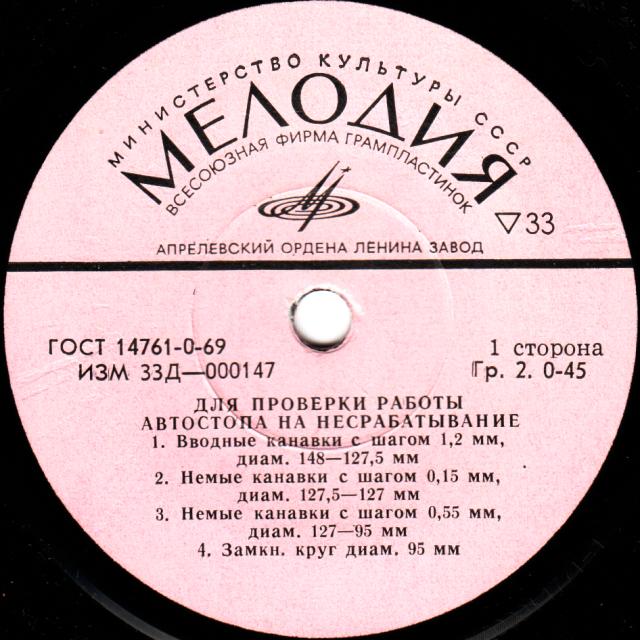 МИНИСТЕРСТВО КУЛЬТУРЫ СССР
МЕЛОДИЯ
ВСЕСОЮЗНАЯ ФИРМА ГРАМПЛАСТИНОК
▽33
АПРЕЛЕВСКИЙ ОРДЕНА ЛЕНИНА ЗАВОД
ГОСТ 14761-0-69
1 сторона
ИЗМ 33Д—000147
Гр. 2. 0-45
ДЛЯ ПРОВЕРКИ РАБОТЫ
АВТОСТОПА НА НЕСРАБАТЫВАНИЕ
1. Вводные канавки с шагом 1,2 мм,
диам. 148—127,5 мм
2. Немые канавки с шагом 0,15 мм,
диам. 127,5—127 мм
3. Немые канавки с шагом 0,55 мм,
диам. 127—95 мм
4. Замкн. круг диам. 95 мм